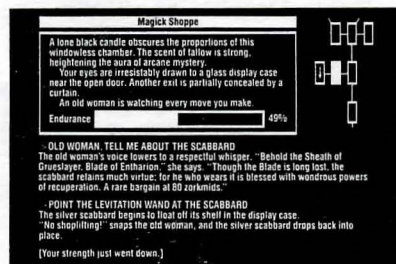 Magick Shoppe
A lone black candle obscures the proportions of this
windowless chamber. The scent of tallow is strong,
heightening the aura of arcane mystery.
Your eyes are irresistably drawn to a glass display case
near the open door. Another exit is partially concealed by a
curtain.
An old woman is watching every move you make.
Endurance 49%
>OLD WOMAN, TELL ME ABOUT THE SCABBARD
The old woman's voice lowers to a respectful whisper. "Behold the Sheath of
Grueslayer, Blade of Entharion," she says. "Though the Blade is long lost, the
scabbard retains much virtue; for he who wears it is blessed with wondrous powers
of recuperation. A rare bargain at 80 zorkmids."
>POINT THE LEVITATION WAND AT THE SCABBARD
The silver scabbard begins to float off its shelf in the display case.
"No shoplifting!" snaps the old woman, and the silver scabbard drops back into
place.
[Your strength just went down.]